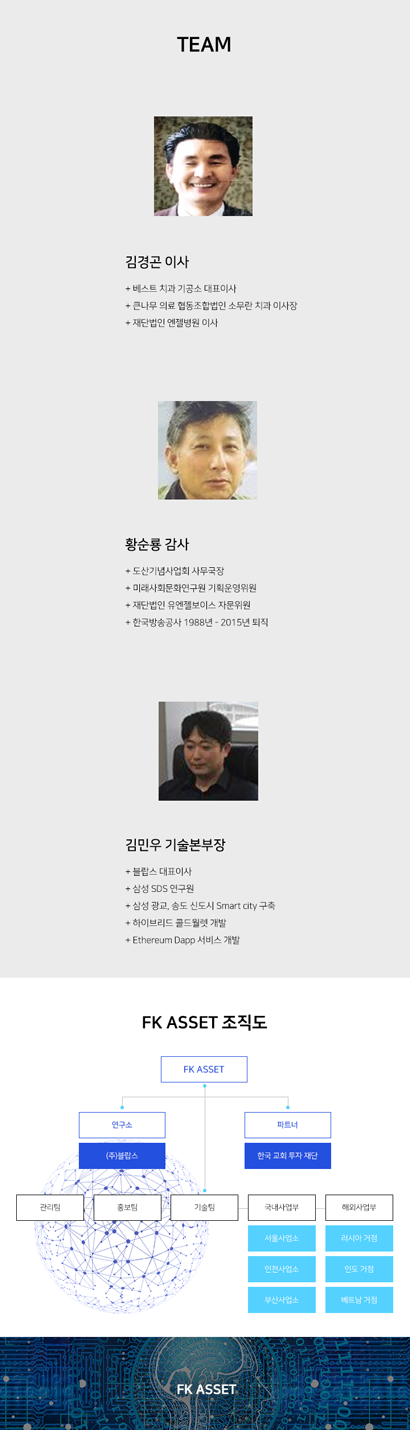 TEAM
김경곤 이사
+ 베스트 치과 기공소 대표이사
+ 큰나무 의료 협동조합법인 소무란 치과 이사장
+ 재단법인 엔젤병원 이사
황순룡 감사
+ 도산기념사업회 사무국장
+ 미래사회문화연구원 기획운영위원
+ 재단법인 유엔젤보이스 자문위원
+ 한국방송공사 1988년 - 2015년 퇴직
김민우 기술본부장
+ 블랍스 대표이사
+ 삼성 SDS 연구원
+ 삼성 광교, 송도 신도시 Smart city 구축
+ 하이브리드 콜드월렛 개발
+ Ethereum Dapp 서비스 개발
FK ASSET 조직도
FK ASSET
연구소
파트너
(주)블랍스
한국 교회 투자 재단
관리팀
홍보팀
기술팀
국내사업부
해외사업부
서울사업소
러시아 거점
인천사업소
인도 거점
부산사업소
베트남 거점
FK ASSET